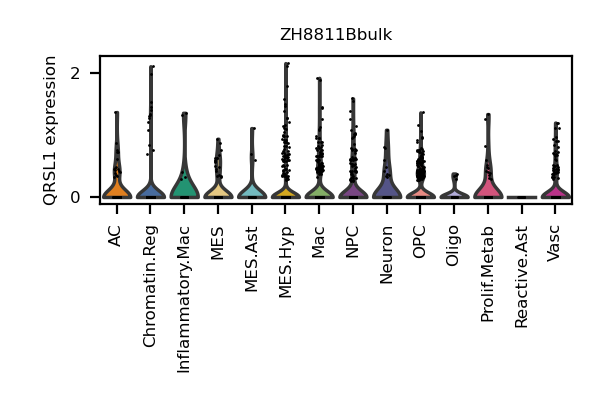 ZH8811Bbulk
QRSL1 expression
2
0
AC
Chromatin.Reg
Inflammatory.Mac
MES
MES.Ast
MES.Hyp
Mac
NPC
Neuron
OPC
Oligo
Prolif.Metab
Reactive.Ast
Vasc